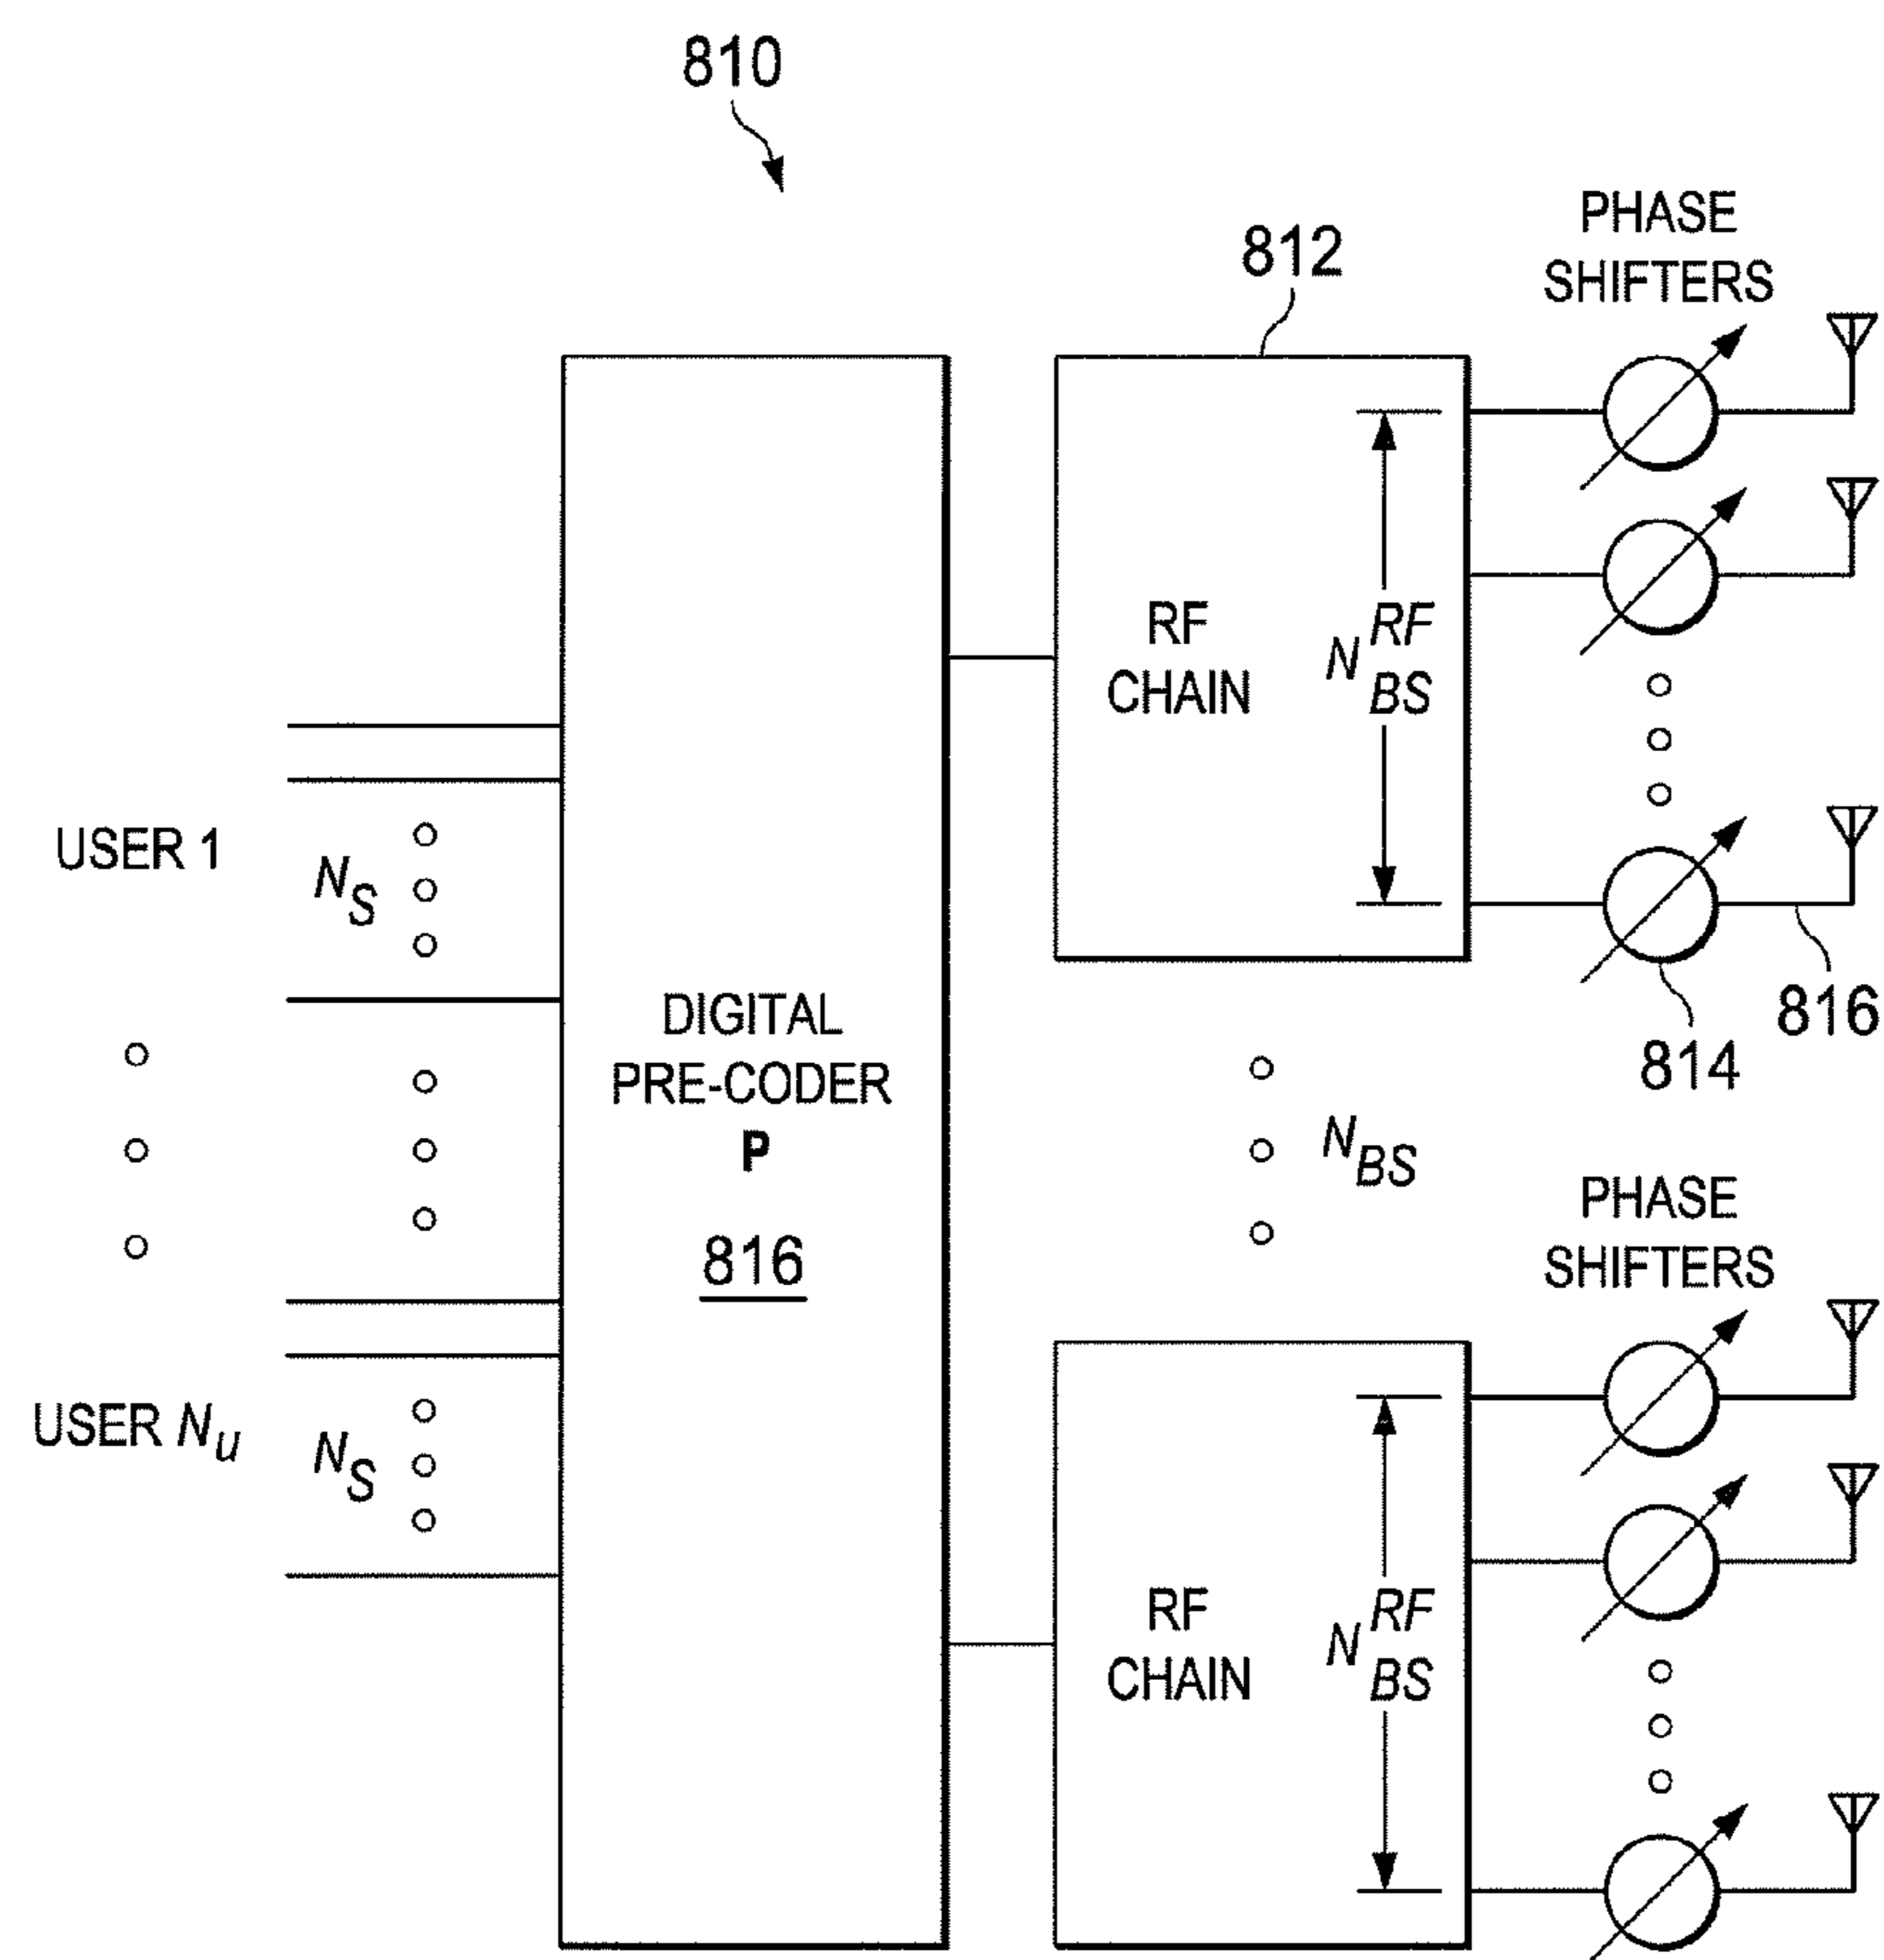 810
PHASE
SHIFTERS
812
RF
CHAIN
N RF BS
USER 1
N S
816
814
DIGITAL
PRE-CODER
P
816
N BS
PHASE
SHIFTERS
USER N u
N S
RF
CHAIN
N RF BS